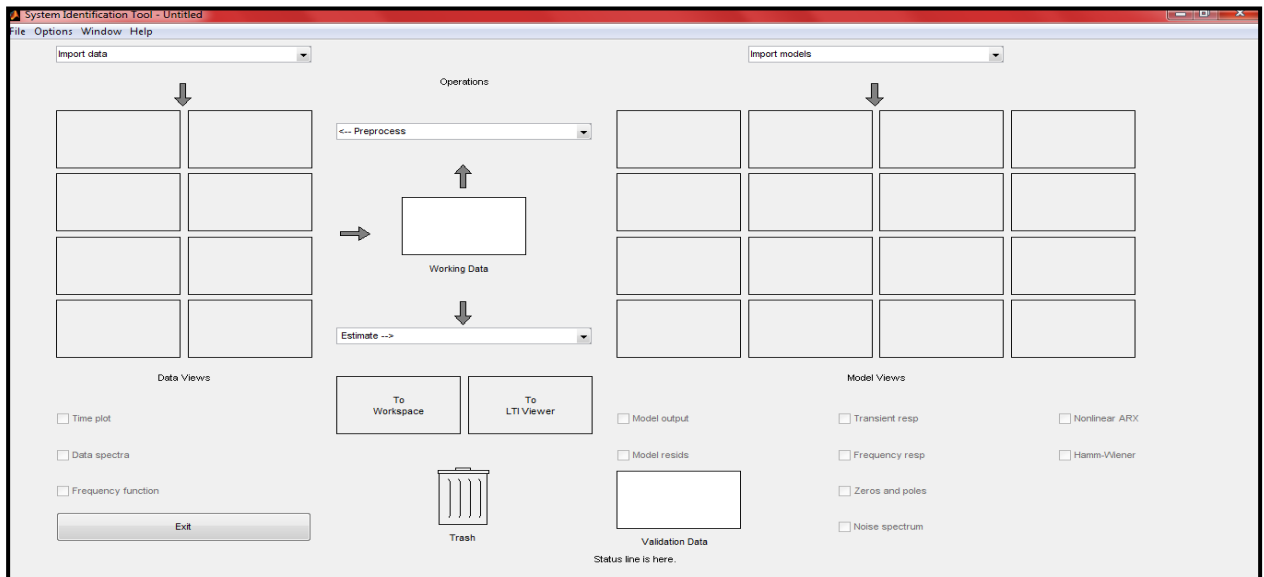 System Identification Tool - Untitled
File Options Window Help
Import data
Import models
Operations
<-- Preprocess
Working Data
Estimate -->
Data Views
Model Views
To
Workspace
To
LTI Viewer
Time plot
Model output
Transient resp
Nonlinear ARX
Data spectra
Model resids
Frequency resp
Hamm-Wiener
Frequency function
Zeros and poles
Exit
Noise spectrum
Trash
Validation Data
Status line is here.